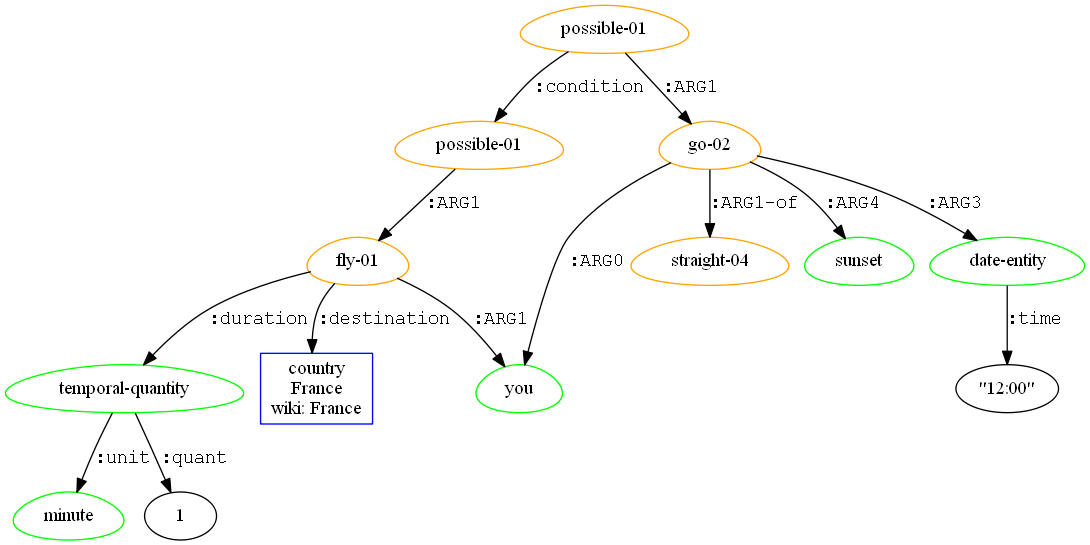 possible-01
:condition
:ARG1
possible-01
go-02
:ARG1
:ARG1-of
:ARG4
:ARG3
fly-01
:ARG0
straight-04
sunset
date-entity
:duration
:destination
:ARG1
:time
temporal-quantity
country
France
wiki: France
you
"12:00"
:unit
:quant
minute
1